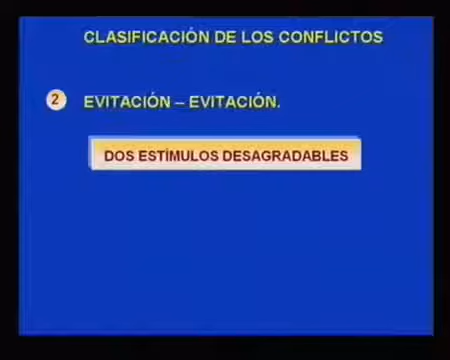 CLASIFICACIÓN DE LOS CONFLICTOS
2 EVITACIÓN – EVITACIÓN.
DOS ESTÍMULOS DESAGRADABLES